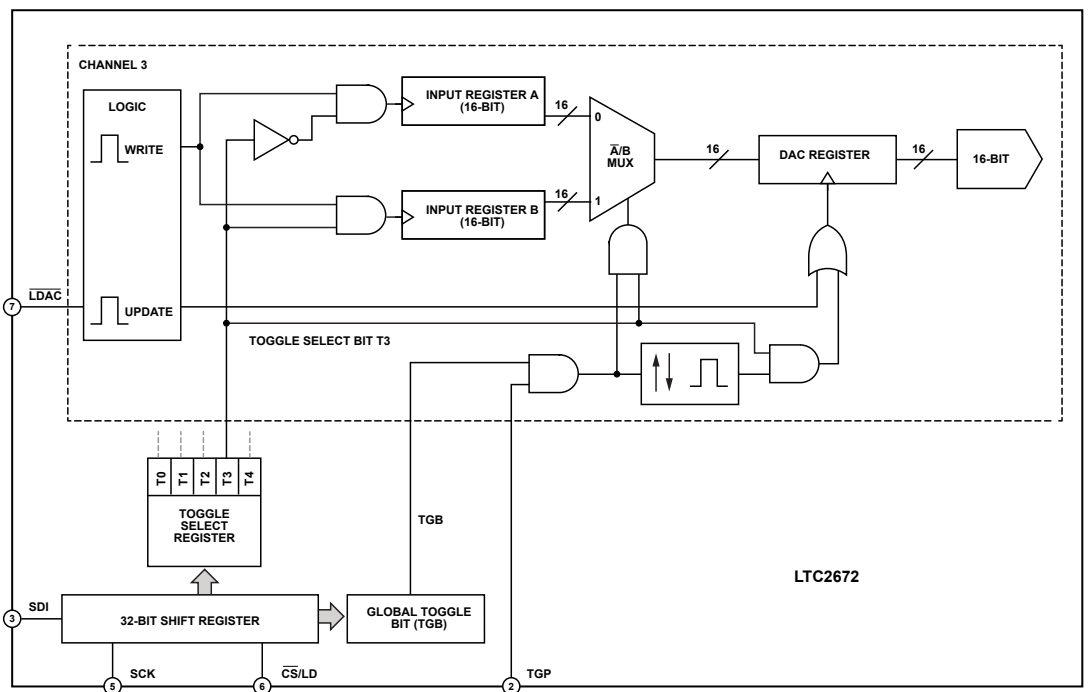 CHANNEL 3
LOGIC
WRITE
UPDATE
INPUT REGISTER A
(16-BIT)
16
0
INPUT REGISTER B
(16-BIT)
16
1
A̅/B
MUX
16
DAC REGISTER
16
16-BIT
7
L̅D̅A̅C̅
TOGGLE SELECT BIT T3
T0
T1
T2
T3
T4
TOGGLE
SELECT
REGISTER
TGB
LTC2672
3
SDI
32-BIT SHIFT REGISTER
GLOBAL TOGGLE
BIT (TGB)
5
SCK
6
C̅S̅/LD
2
TGP